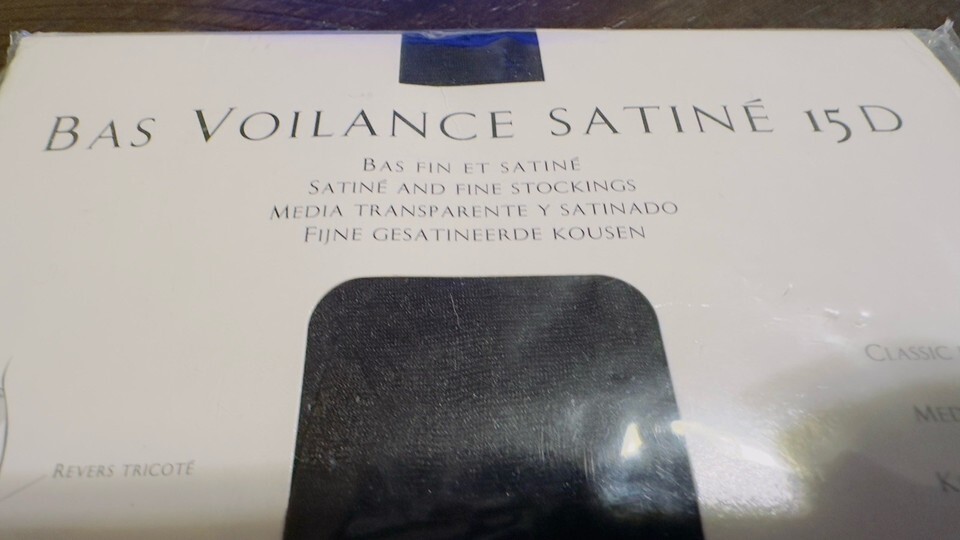 BAS VOILANCE SATINÉ 15D
BAS FIN ET SATINÉ
SATINÉ AND FINE STOCKINGS
MEDIA TRANSPARENTE Y SATINADO
FIJNE GESATINEERDE KOUSEN
CLASSIC
REVERS TRICOTÉ